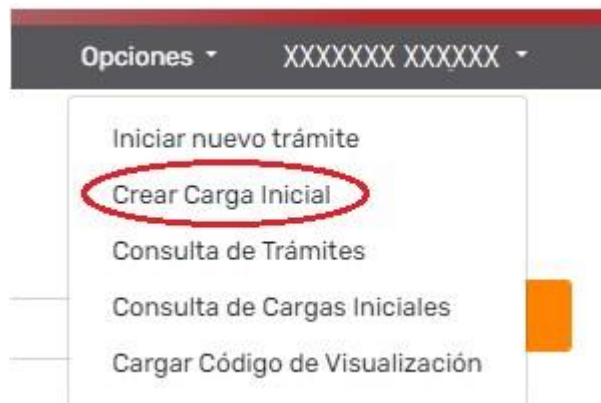 Opciones XXXXXXX XXXXXX
Iniciar nuevo trámite
Crear Carga Inicial
Consulta de Trámites
Consulta de Cargas Iniciales
Cargar Código de Visualización